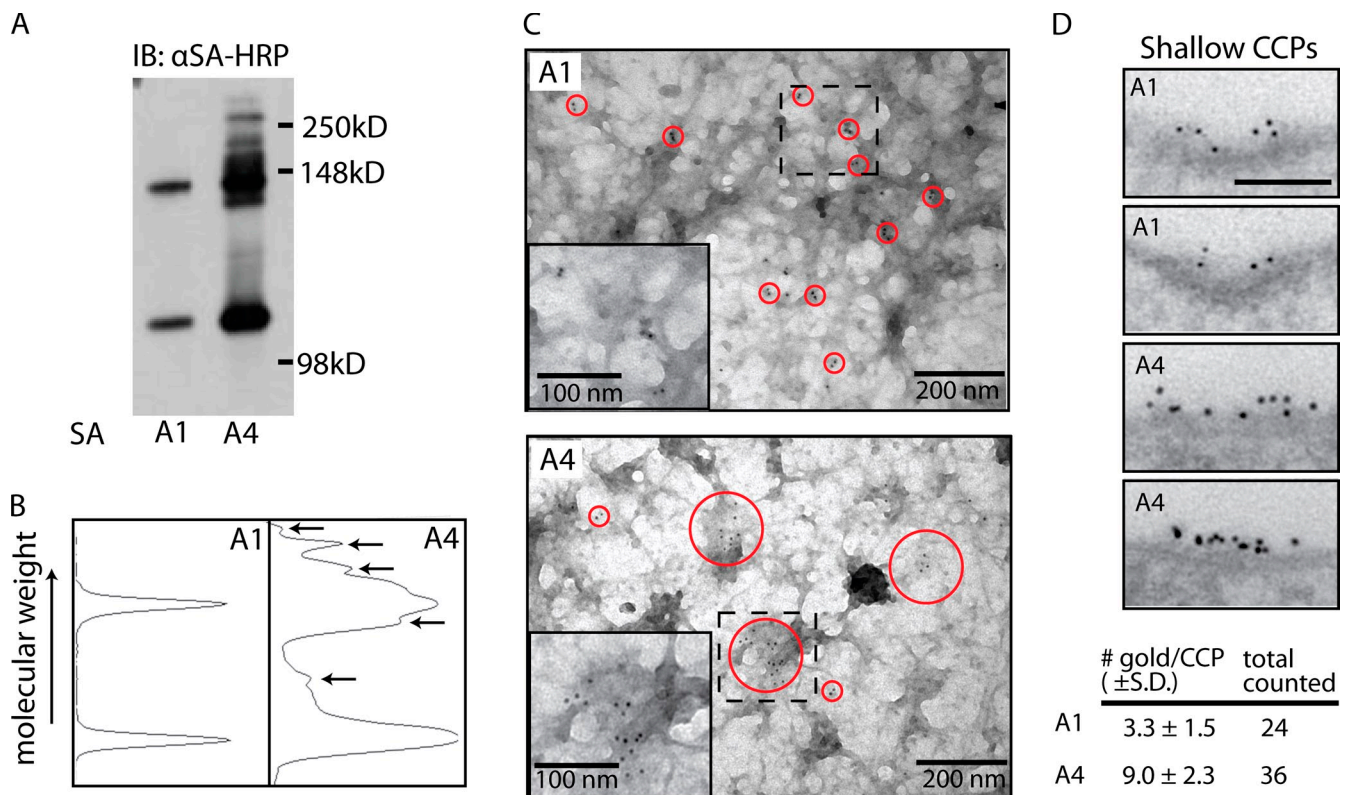 A
IB: αSA-HRP
250kD
148kD
98kD
SA A1 A4
B
molecular weight
A1
A4
C
A1
100 nm
200 nm
A4
100 nm
200 nm
D
Shallow CCPs
A1
A1
A4
A4
# gold/CCP total
( ±S.D.) counted
A1 3.3 ± 1.5 24
A4 9.0 ± 2.3 36